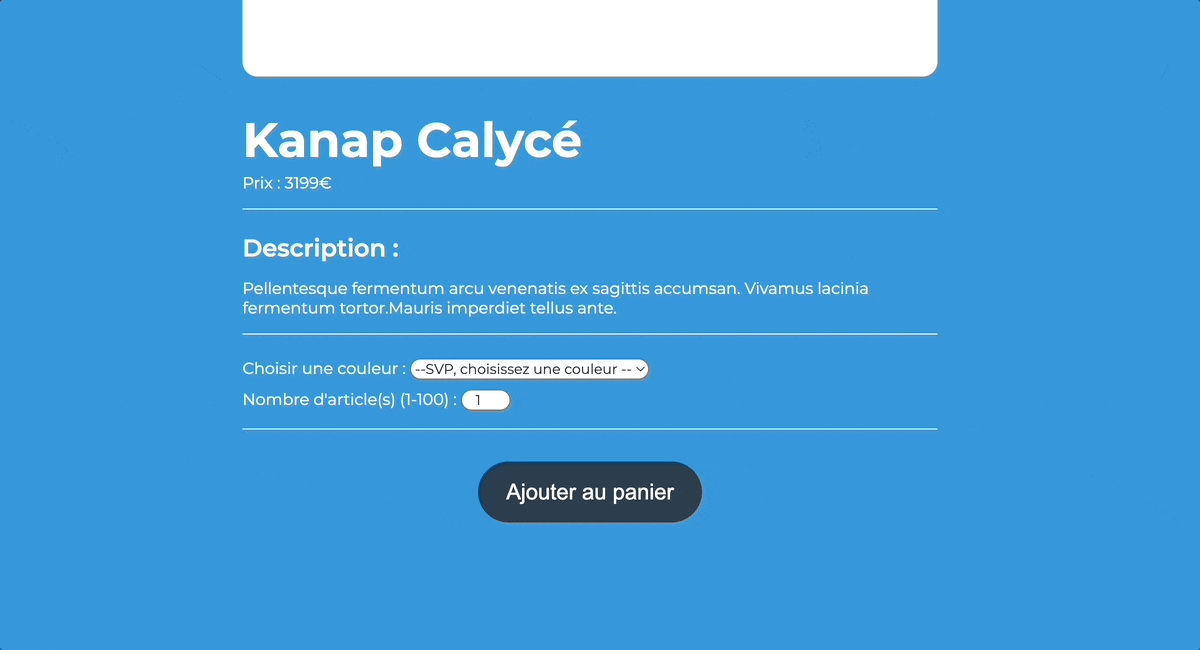 Kanap Calycé
Prix : 3199€
Description :
Pellentesque fermentum arcu venenatis ex sagittis accumsan. Vivamus lacinia
fermentum tortor.Mauris imperdiet tellus ante.
Choisir une couleur : --SVP, choisissez une couleur --
Nombre d'article(s) (1-100) : 1
Ajouter au panier